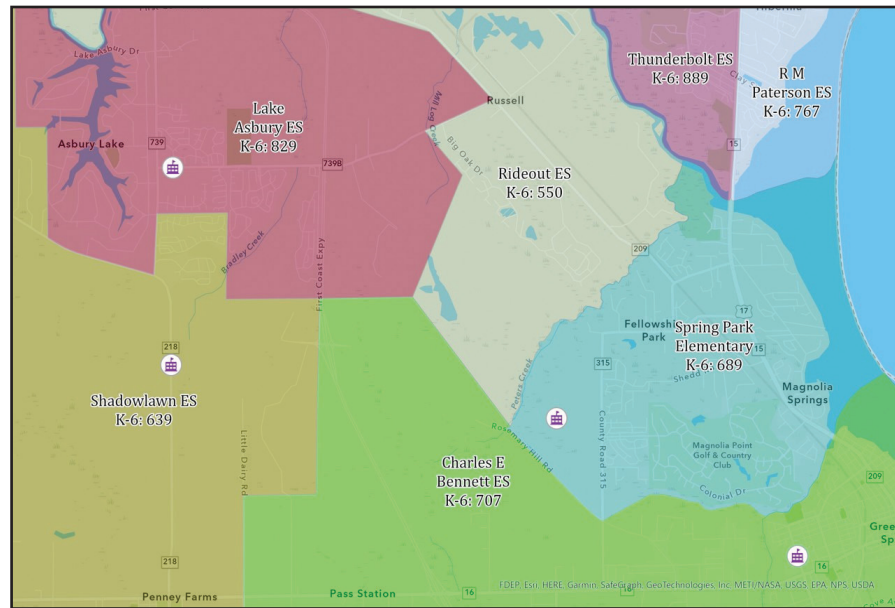 Hibernia
Lake Asbury Dr
Thunderbolt ES
K-6: 889
R M
Paterson ES
K-6: 767
Lake
Asbury ES
K-6: 829
Mill Log Creek
Russell
15
Asbury Lake
739
739B
Big Oak Dr
Rideout ES
K-6: 550
Bradley Creek
First Coast Expy
209
17
Fellowship
Park
Spring Park
Elementary
K-6: 689
218
315
15
Shedd
Peters Creek
Magnolia
Springs
Shadowlawn ES
K-6: 639
Little Dairy Rd
Rosemary Hill Rd
County Road 315
Magnolia Point
Golf & Country
Club
Charles E
Bennett ES
K-6: 707
Colonial Dr
209
218
16
Penney Farms
Pass Station
16
16
FDEP, Esri, HERE, Garmin, SafeGraph, GeoTechnologies, Inc, METI/NASA, USGS, EPA, NPS, USDA